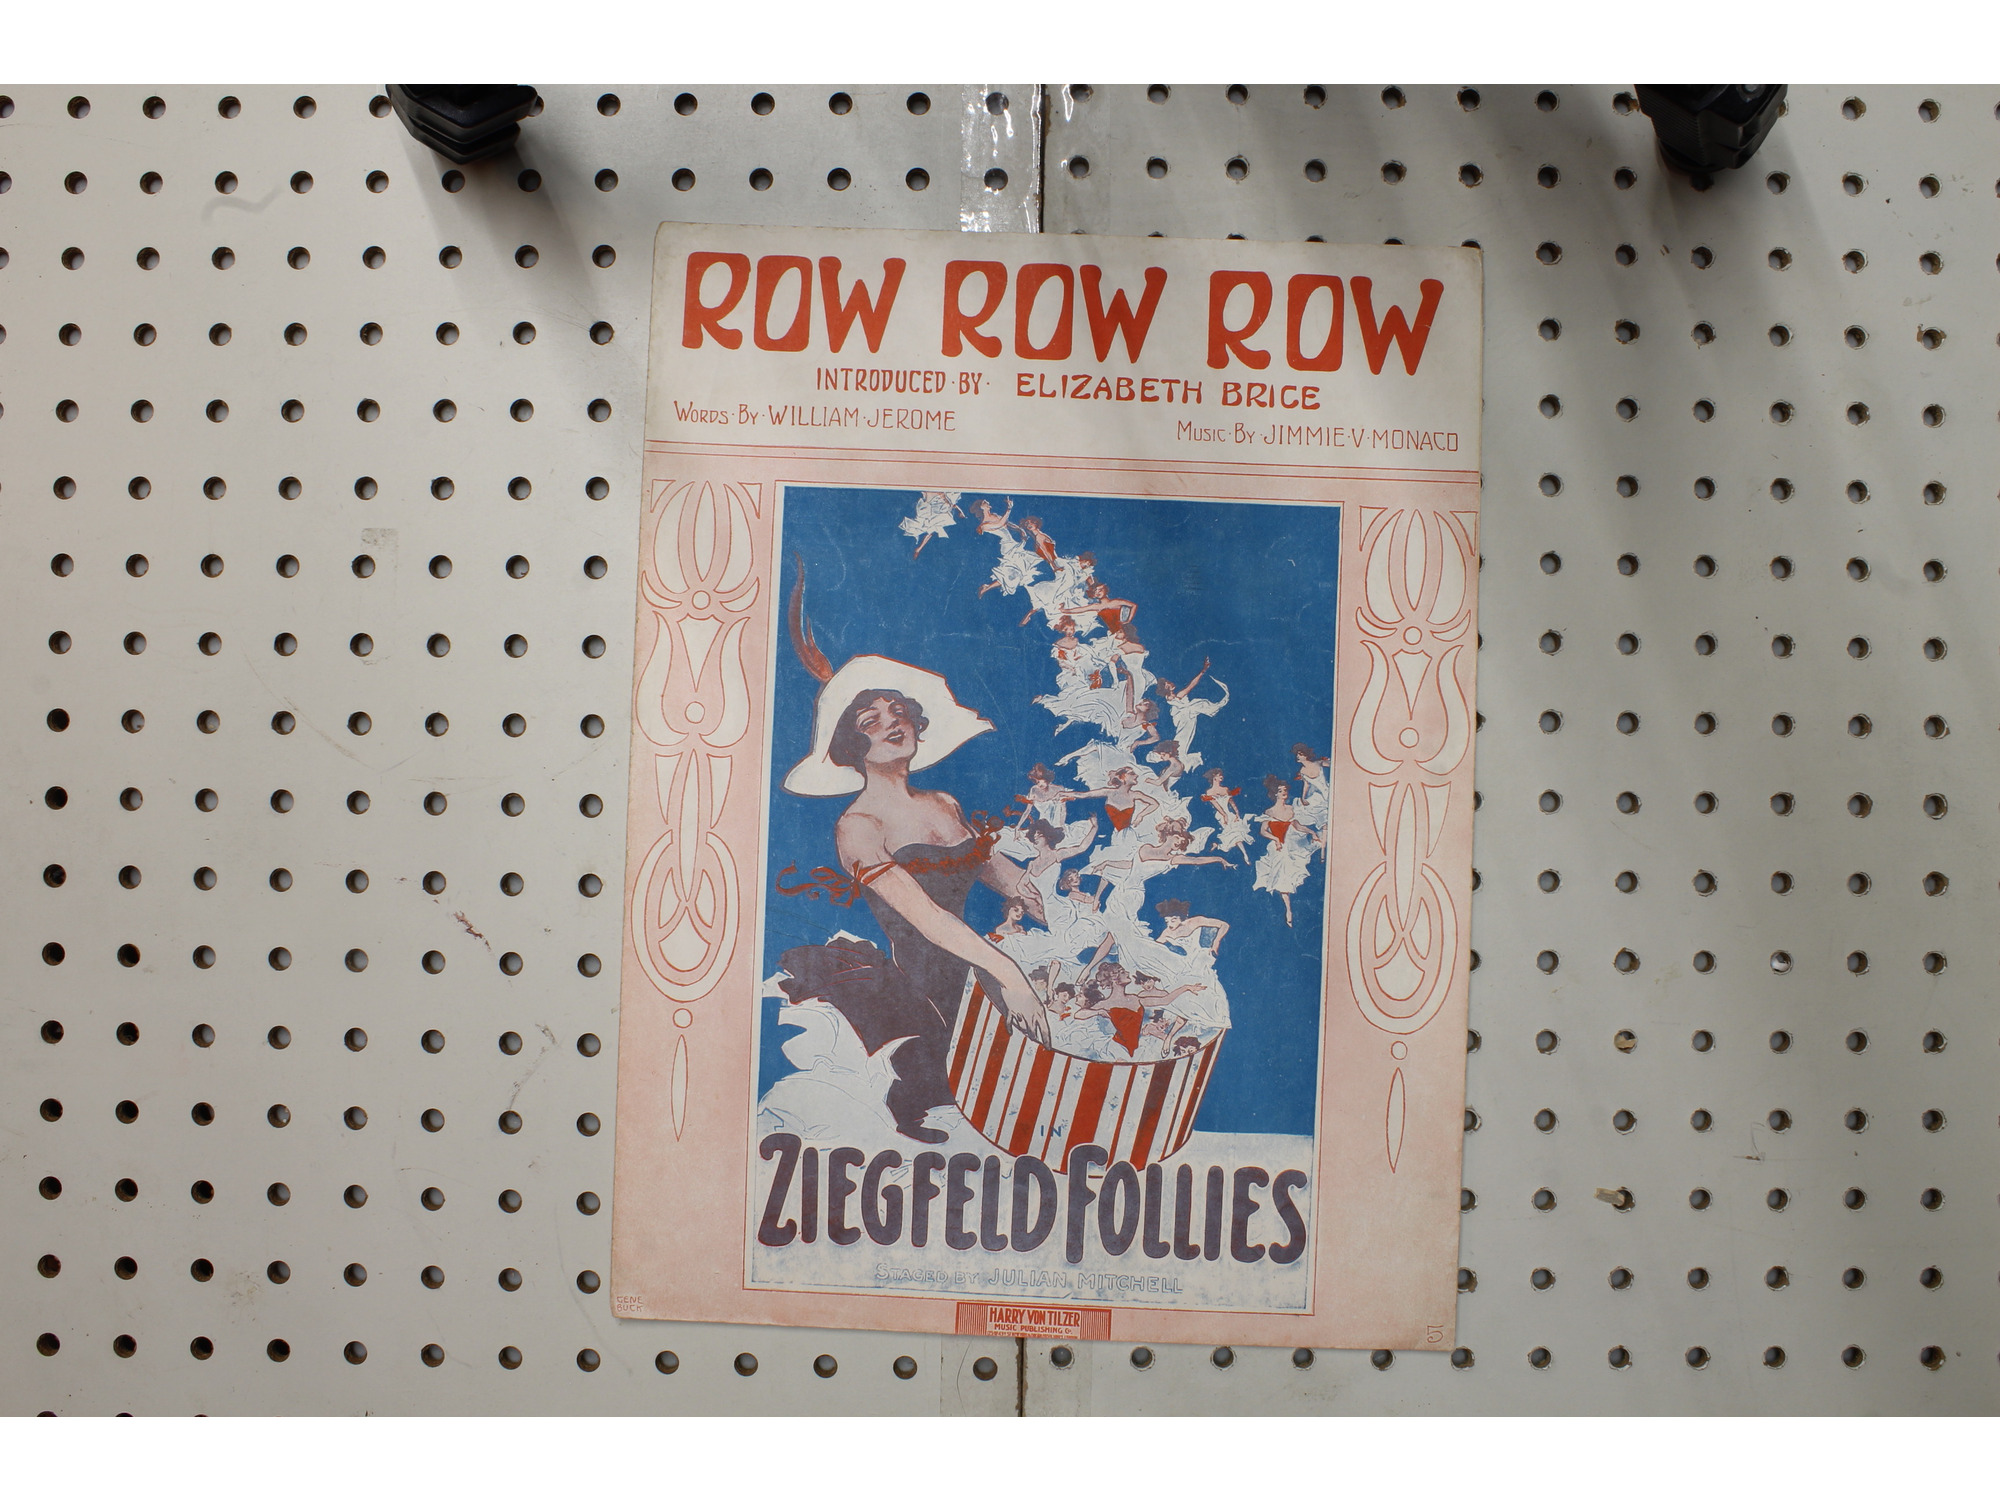 ROW ROW ROW
INTRODUCED·BY· ELIZABETH BRICE
WORDS·BY·WILLIAM·JEROME
MUSIC·BY·JIMMIE·V·MONACO
IN
ZIEGFELD FOLLIES
STAGED BY JULIAN MITCHELL
GENE
BUCK
HARRY VON TILZER
MUSIC PUBLISHING Co.
5